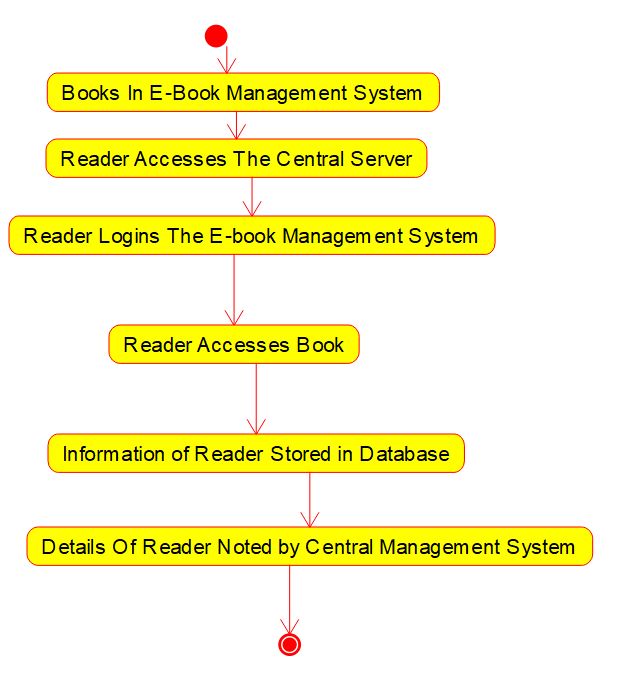 Books In E-Book Management System
Reader Accesses The Central Server
Reader Logins The E-book Management System
Reader Accesses Book
Information of Reader Stored in Database
Details Of Reader Noted by Central Management System